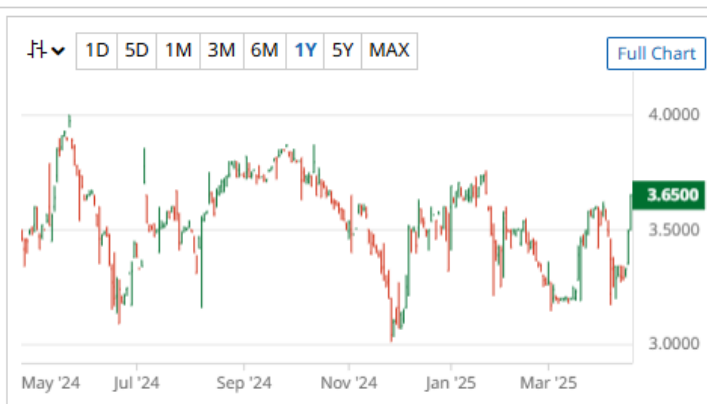 1D 5D 1M 3M 6M 1Y 5Y MAX
Full Chart
4.0000
3.6500
3.5000
3.0000
May '24 Jul '24 Sep '24 Nov '24 Jan '25 Mar '25